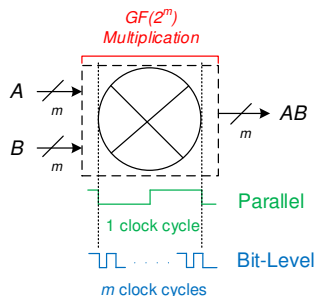 GF(2^m)
Multiplication
A
m
B
m
AB
m
Parallel
1 clock cycle
Bit-Level
m clock cycles